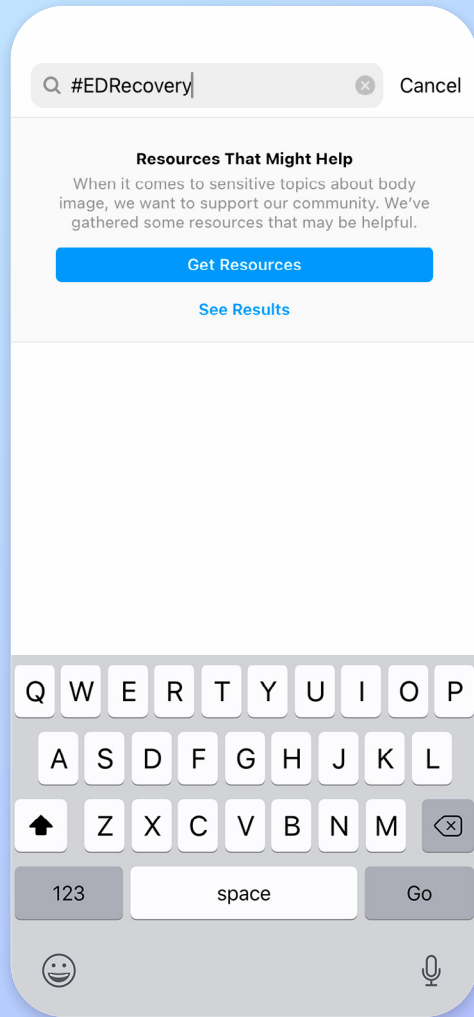 #EDRecovery Cancel
Resources That Might Help
When it comes to sensitive topics about body
image, we want to support our community. We've
gathered some resources that may be helpful.
Get Resources
See Results
Q W E R T Y U I O P
A S D F G H J K L
Z X C V B N M
123 space Go